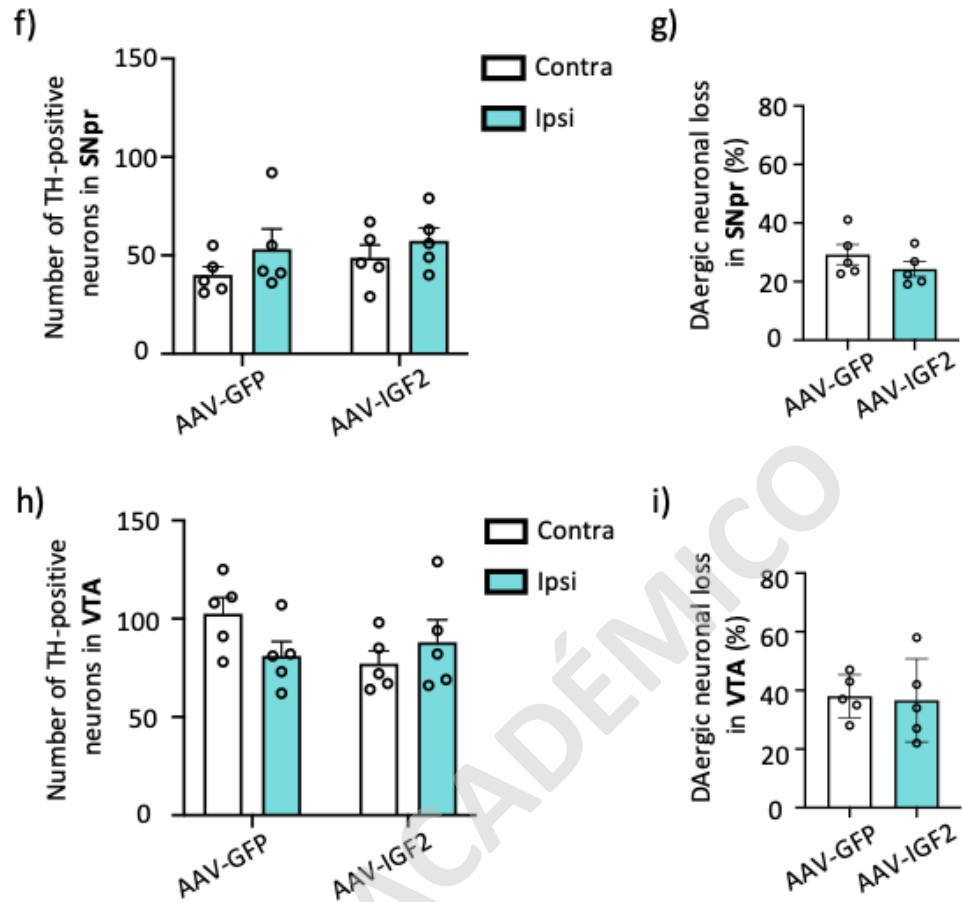 f)
Number of TH-positive
neurons in SNpr
150
100
50
0
Contra
Ipsi
AAV-GFP
AAV-IGF2
g)
DAergic neuronal loss
in SNpr (%)
80
60
40
20
0
AAV-GFP
AAV-IGF2
h)
Number of TH-positive
neurons in VTA
150
100
50
0
Contra
Ipsi
AAV-GFP
AAV-IGF2
i)
DAergic neuronal loss
in VTA (%)
80
60
40
20
0
AAV-GFP
AAV-IGF2
ACADÉMICO